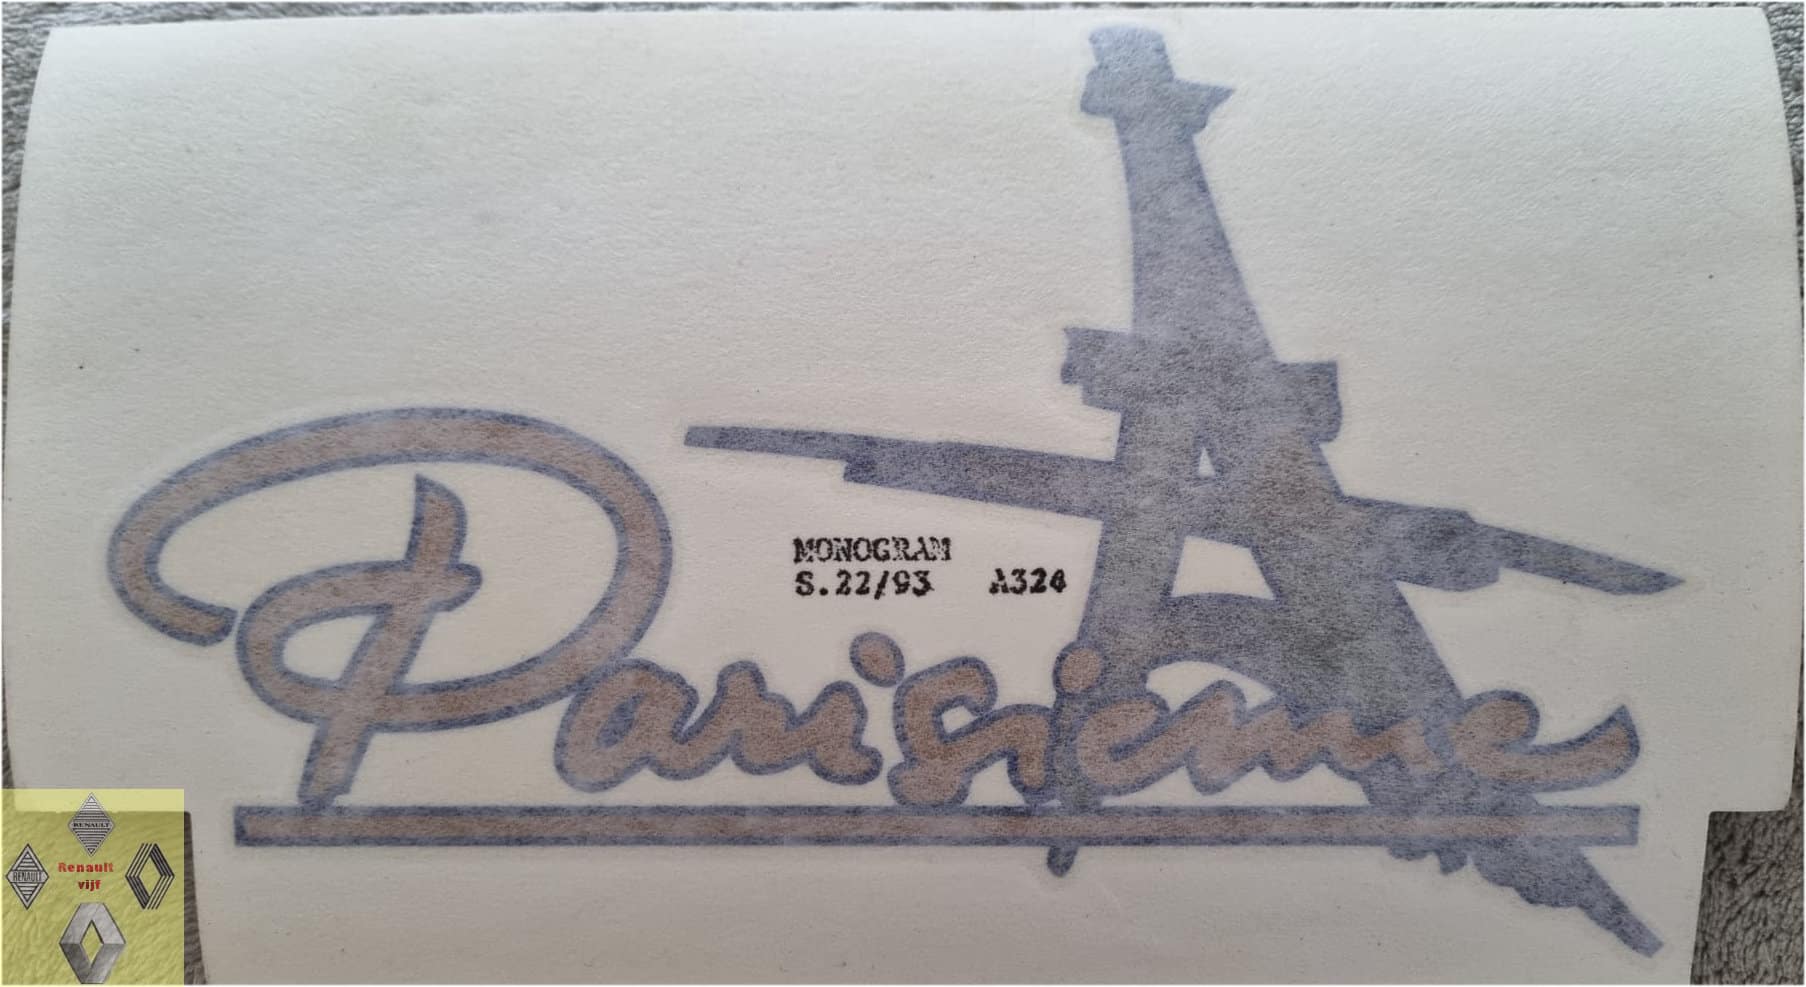 MONOGRAM
S.22/93 A324
Parisienne
RENAULT
RENAULT
Renault
vijf